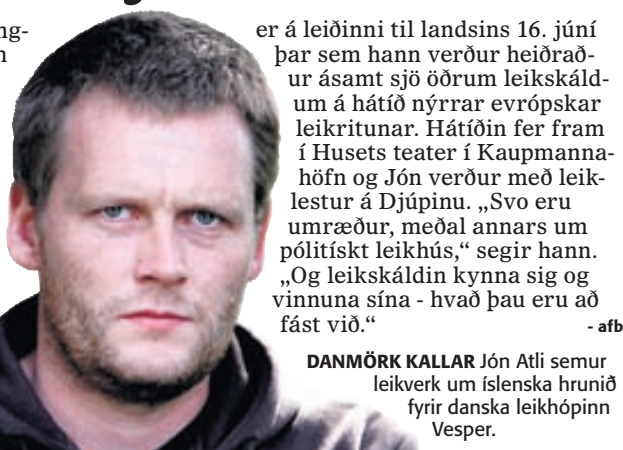 ng-
er á leiðinni til landsins 16. júní
þar sem hann verður heiðrað-
ur ásamt sjö öðrum leikskáld-
um á hátíð nýrrar evrópskar
leikritunar. Hátíðin fer fram
í Husets teater í Kaupmanna-
höfn og Jón verður með leik-
lestur á Djúpinu. „Svo eru
umræður, meðal annars um
pólitískt leikhús,“ segir hann.
„Og leikskáldin kynna sig og
vinnuna sína - hvað þau eru að
fást við.“ - afb
DANMÖRK KALLAR Jón Atli semur
leikverk um íslenska hrunið
fyrir danska leikhópinn
Vesper.